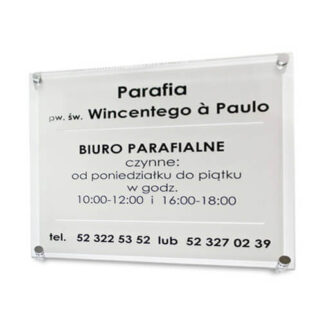 Parafia
pw. św. Wincentego à Paulo
BIURO PARAFIALNE
czynne:
od poniedziałku do piątku
w godz.
10:00-12:00 i 16:00-18:00
tel. 52 322 53 52 lub 52 327 02 39